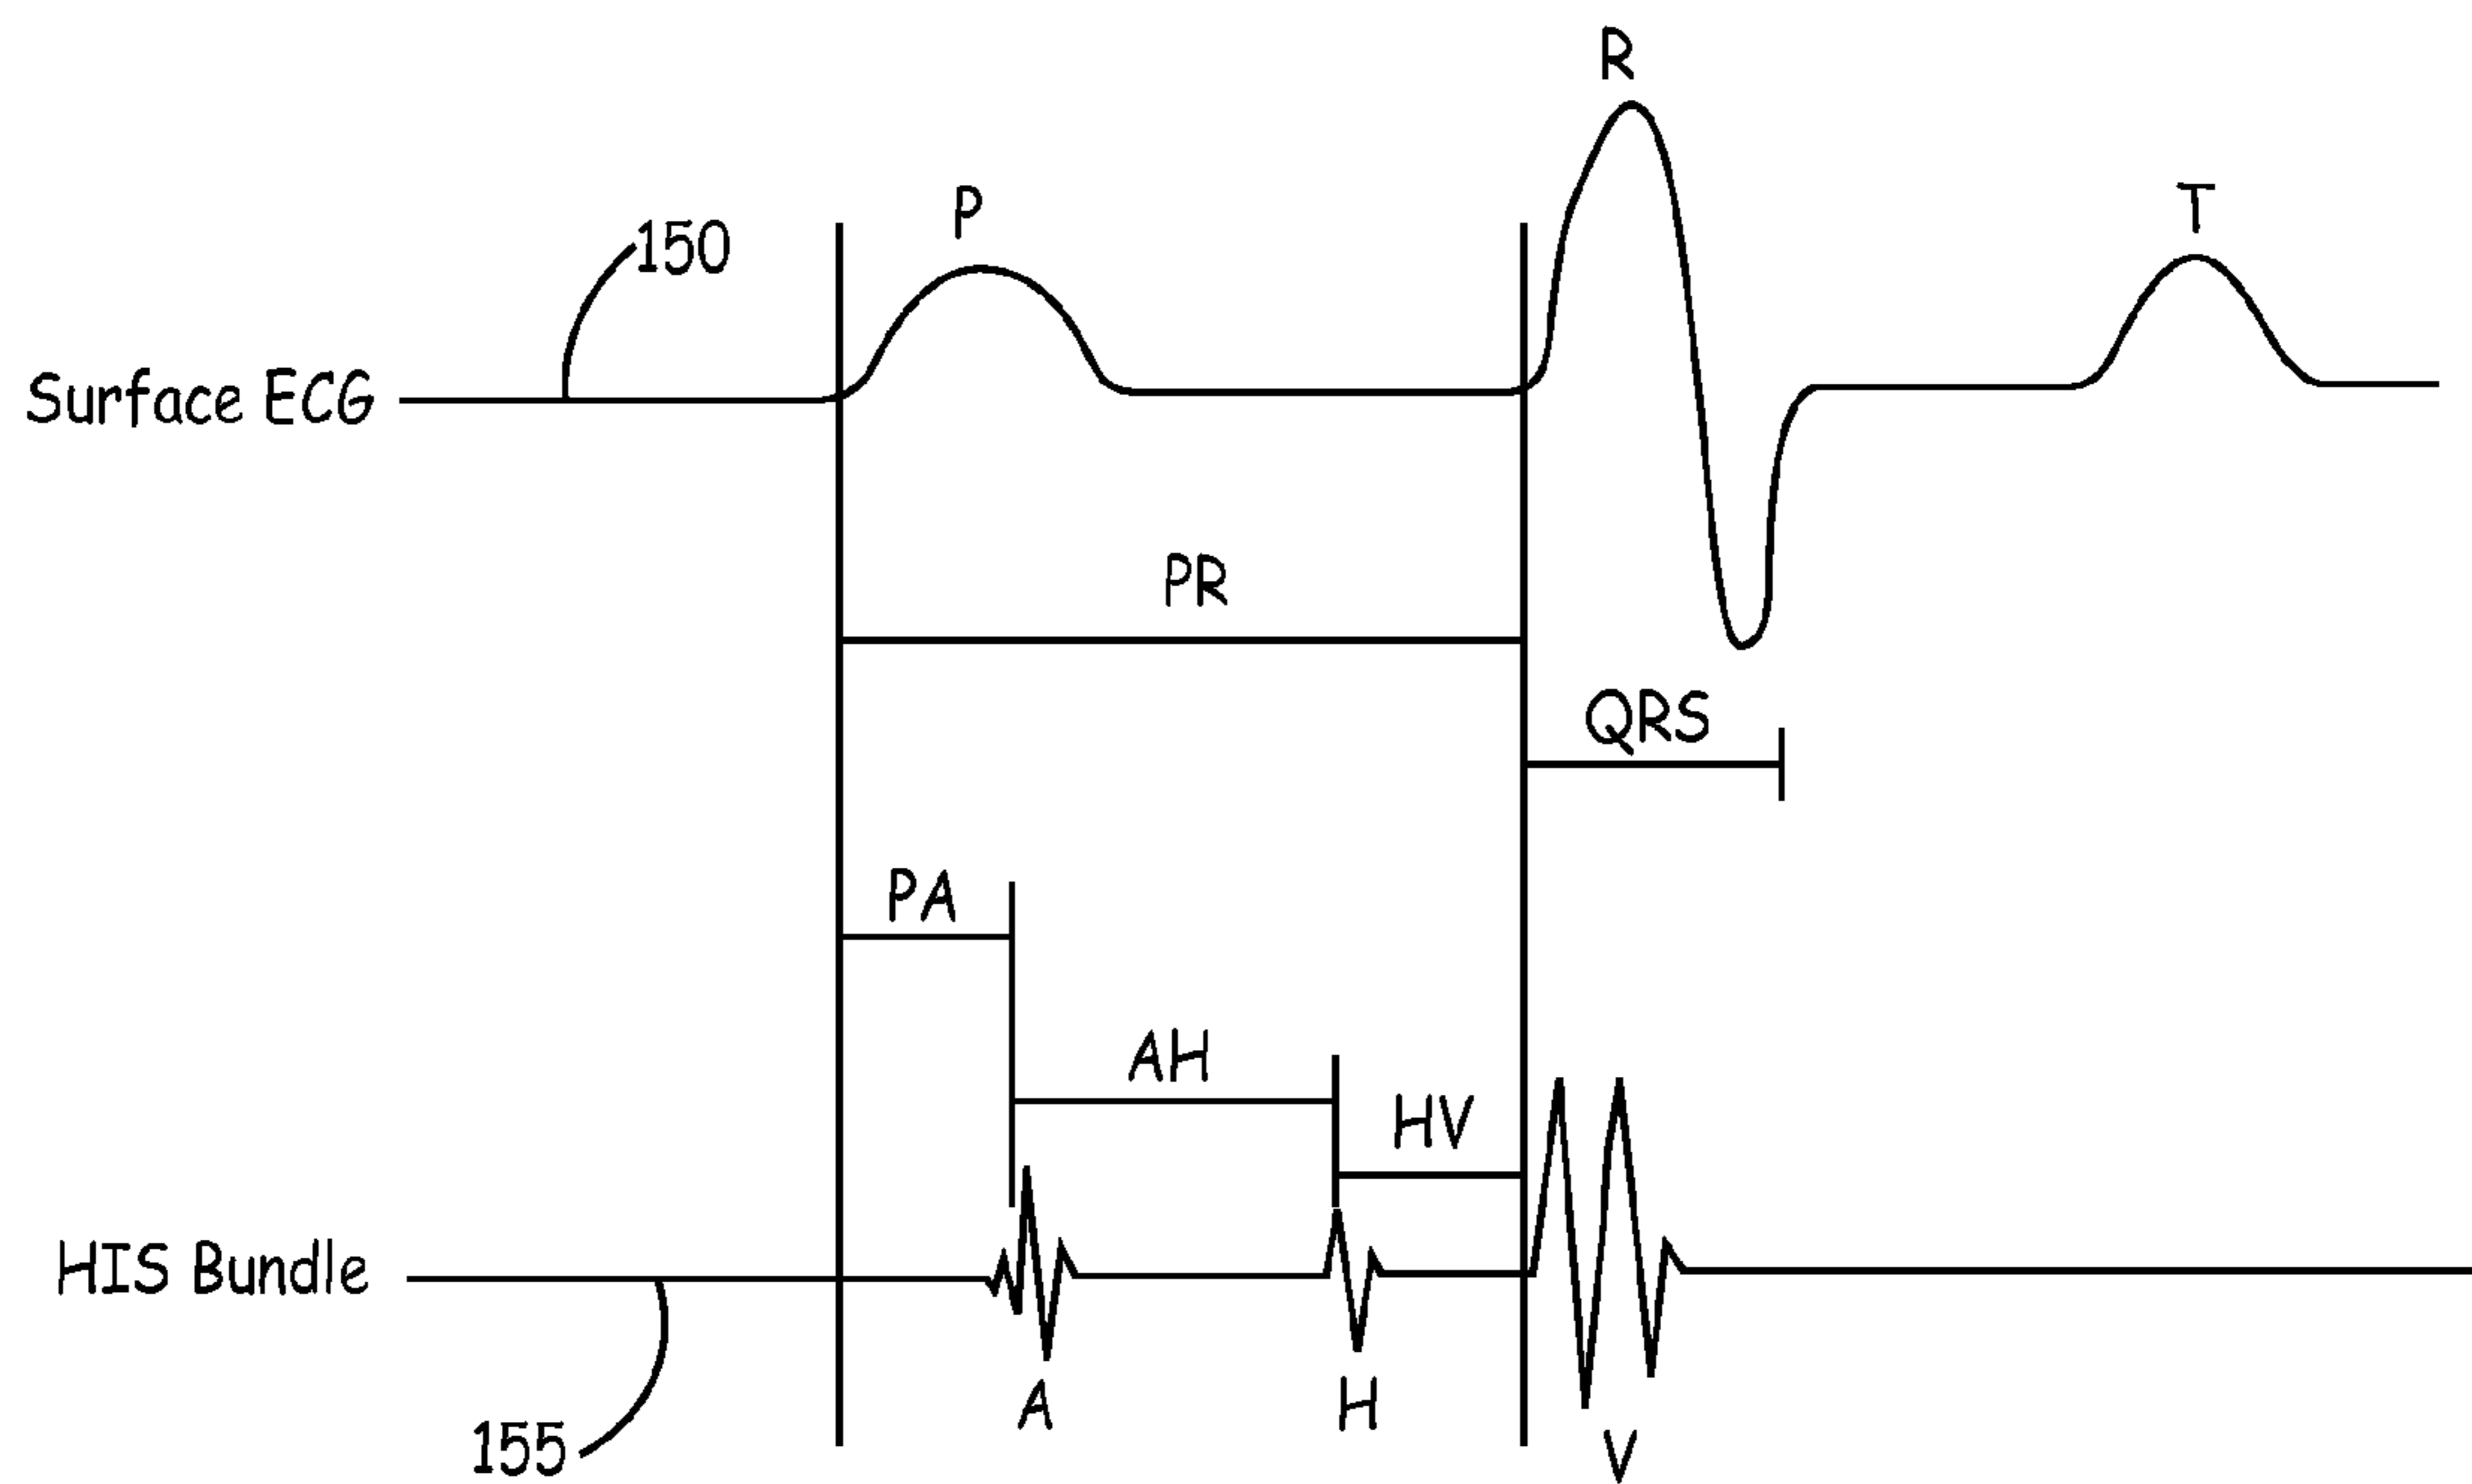 R
P
T
150
Surface ECG
PR
QRS
PA
AH
HV
HIS Bundle
A
H
V
155